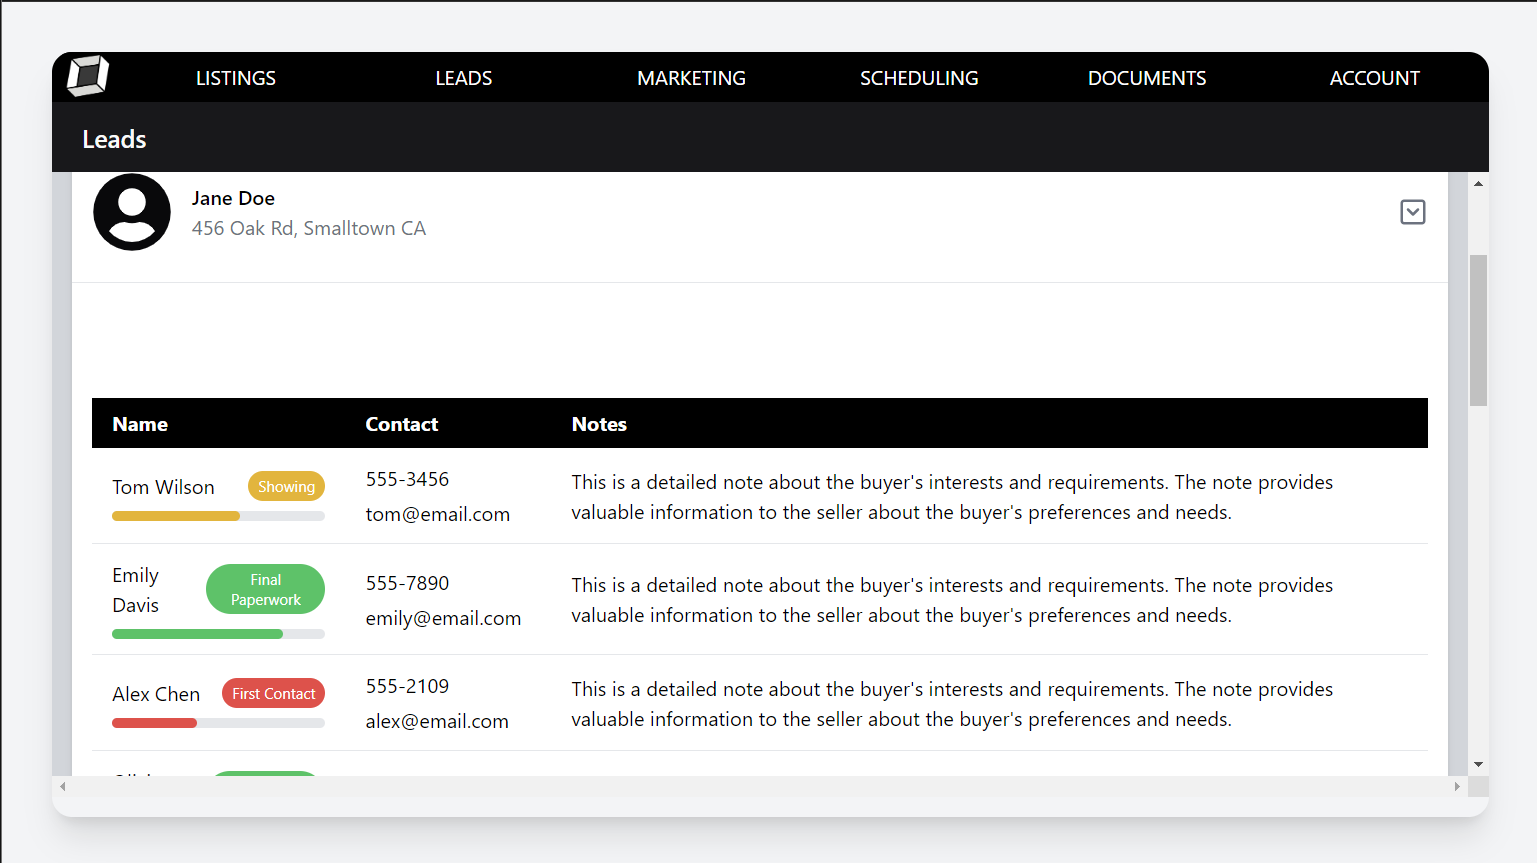 LISTINGS LEADS MARKETING SCHEDULING DOCUMENTS ACCOUNT
Leads
Jane Doe
456 Oak Rd, Smalltown CA
Name Contact Notes
Tom Wilson Showing
555-3456
tom@email.com
This is a detailed note about the buyer's interests and requirements. The note provides
valuable information to the seller about the buyer's preferences and needs.
Emily
Davis
Final
Paperwork
555-7890
emily@email.com
This is a detailed note about the buyer's interests and requirements. The note provides
valuable information to the seller about the buyer's preferences and needs.
Alex Chen First Contact
555-2109
alex@email.com
This is a detailed note about the buyer's interests and requirements. The note provides
valuable information to the seller about the buyer's preferences and needs.